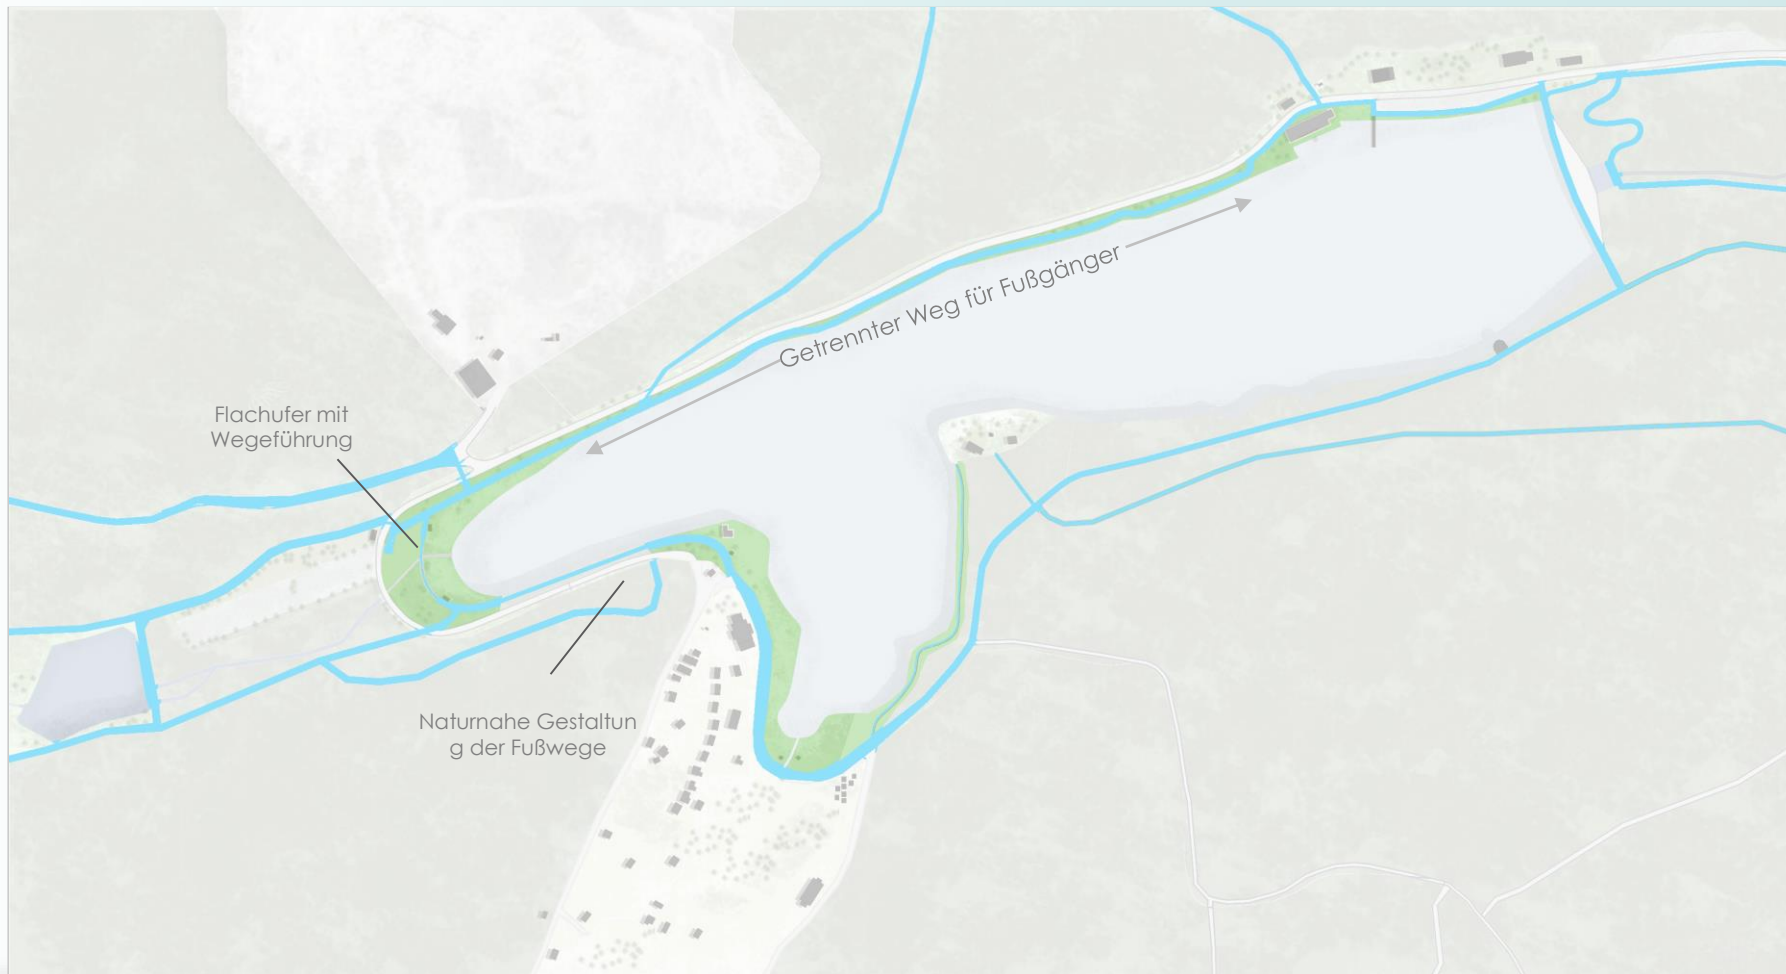 Getrennter Weg für Fußgänger
Flachufer mit
Wegeführung
Naturnahe Gestaltun
g der Fußwege